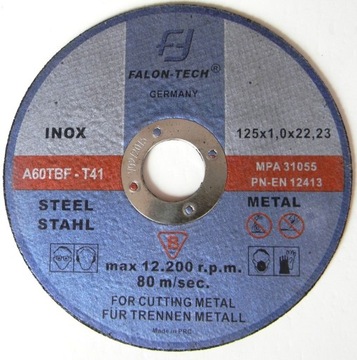 FALON-TECH®
GERMANY
INOX 125x1,0x22,23
A60TBF - T41 MPA 31055
PN-EN 12413
STEEL METAL
STAHL
max 12.200 r.p.m.
80 m/sec.
FOR CUTTING METAL
FÜR TRENNEN METALL
Made in PRC